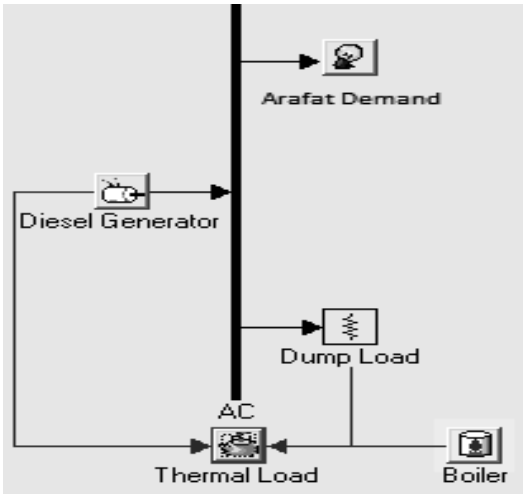 Arafat Demand
Diesel Generator
Dump Load
AC
Thermal Load
Boiler